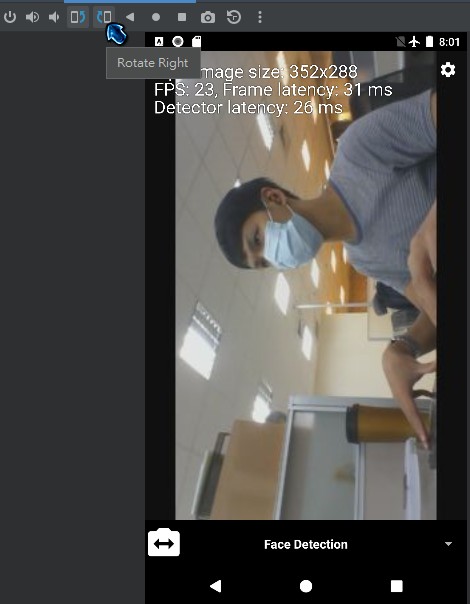 8:01
Rotate Right
image size: 352x288
FPS: 23, Frame latency: 31 ms
Detector latency: 26 ms
Face Detection